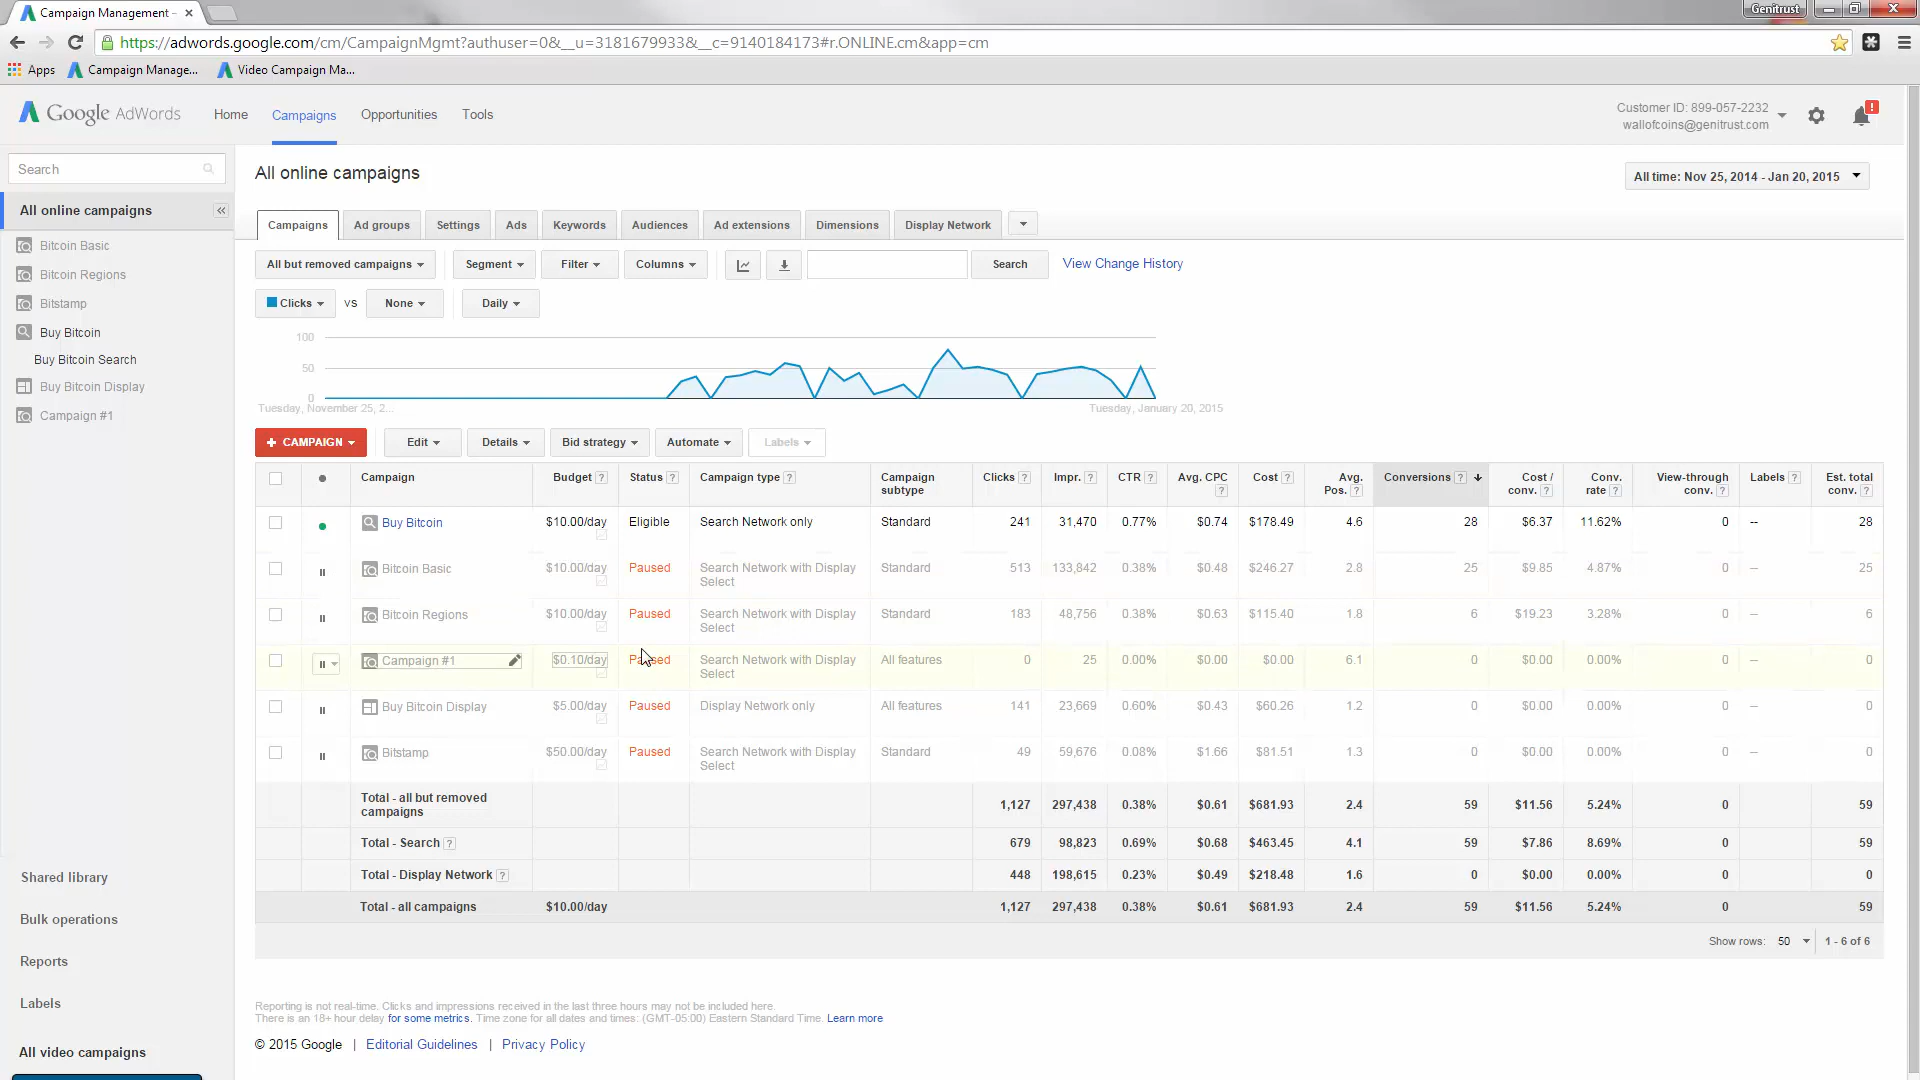 Campaign Management -
Genitrust
https://adwords.google.com/cm/CampaignMgmt?authuser=0&__u=3181679933&__c=9140184173#r.ONLINE.cm&app=cm
Apps Campaign Manage... Video Campaign Ma...
Google AdWords Home Campaigns Opportunities Tools
Customer ID: 899-057-2232
wallofcoins@genitrust.com
!
Search
All online campaigns
Bitcoin Basic
Bitcoin Regions
Bitstamp
Buy Bitcoin
Buy Bitcoin Search
Buy Bitcoin Display
Campaign #1
Shared library
Bulk operations
Reports
Labels
All video campaigns
All online campaigns
All time: Nov 25, 2014 - Jan 20, 2015
Campaigns Ad groups Settings Ads Keywords Audiences Ad extensions Dimensions Display Network
All but removed campaigns Segment Filter Columns Search View Change History
Clicks vs None Daily
100
50
0
Tuesday, November 25, 2... Tuesday, January 20, 2015
+ CAMPAIGN Edit Details Bid strategy Automate Labels
Campaign Budget ? Status ? Campaign type ? Campaign subtype Clicks ? Impr. ? CTR ? Avg. CPC ? Cost ? Avg. Pos. ? Conversions ? Cost / conv. ? Conv. rate ? View-through conv. ? Labels ? Est. total conv. ?
Buy Bitcoin $10.00/day Eligible Search Network only Standard 241 31,470 0.77% $0.74 $178.49 4.6 28 $6.37 11.62% 0 -- 28
Bitcoin Basic $10.00/day Paused Search Network with Display Select Standard 513 133,842 0.38% $0.48 $246.27 2.8 25 $9.85 4.87% 0 -- 25
Bitcoin Regions $10.00/day Paused Search Network with Display Select Standard 183 48,756 0.38% $0.63 $115.40 1.8 6 $19.23 3.28% 0 -- 6
Campaign #1 $0.10/day Paused Search Network with Display Select All features 0 25 0.00% $0.00 $0.00 6.1 0 $0.00 0.00% 0 -- 0
Buy Bitcoin Display $5.00/day Paused Display Network only All features 141 23,669 0.60% $0.43 $60.26 1.2 0 $0.00 0.00% 0 -- 0
Bitstamp $50.00/day Paused Search Network with Display Select Standard 49 59,676 0.08% $1.66 $81.51 1.3 0 $0.00 0.00% 0 -- 0
Total - all but removed campaigns 1,127 297,438 0.38% $0.61 $681.93 2.4 59 $11.56 5.24% 0 59
Total - Search ? 679 98,823 0.69% $0.68 $463.45 4.1 59 $7.86 8.69% 0 59
Total - Display Network ? 448 198,615 0.23% $0.49 $218.48 1.6 0 $0.00 0.00% 0 0
Total - all campaigns $10.00/day 1,127 297,438 0.38% $0.61 $681.93 2.4 59 $11.56 5.24% 0 59
Show rows: 50 1 - 6 of 6
Reporting is not real-time. Clicks and impressions received in the last three hours may not be included here.
There is an 18+ hour delay for some metrics. Time zone for all dates and times: (GMT-05:00) Eastern Standard Time. Learn more
© 2015 Google | Editorial Guidelines | Privacy Policy